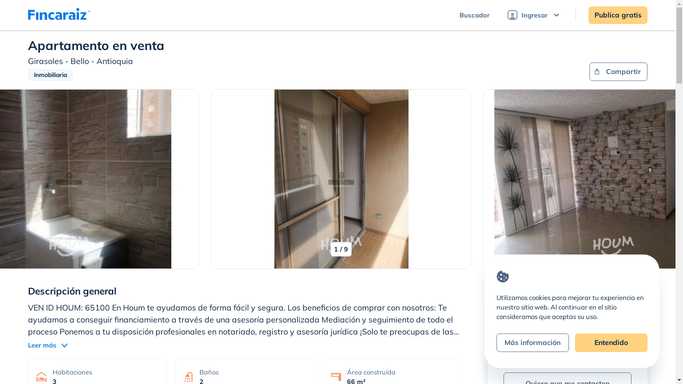 Fincaraiz
Buscador
Ingresar
Publica gratis
Apartamento en venta
Girasoles - Bello - Antioquia
Inmobiliaria
Compartir
HOUM
HOUM
HOUM
1 / 9
Descripción general
VEN ID HOUM: 65100 En Houm te ayudamos de forma fácil y segura. Los beneficios de comprar con nosotros: Te
ayudamos a conseguir financiamiento a través de una asesoría personalizada Mediación y seguimiento de todo el
proceso Ponemos a tu disposición profesionales en notariado, registro y asesoría jurídica ¡Solo te preocupas de las...
Leer más
Habitaciones
3
Baños
2
Área construida
66 m²
Utilizamos cookies para mejorar tu experiencia en
nuestro sitio web. Al continuar en el sitio
consideramos que aceptas su uso.
Más información
Entendido
Quiero que me contacten